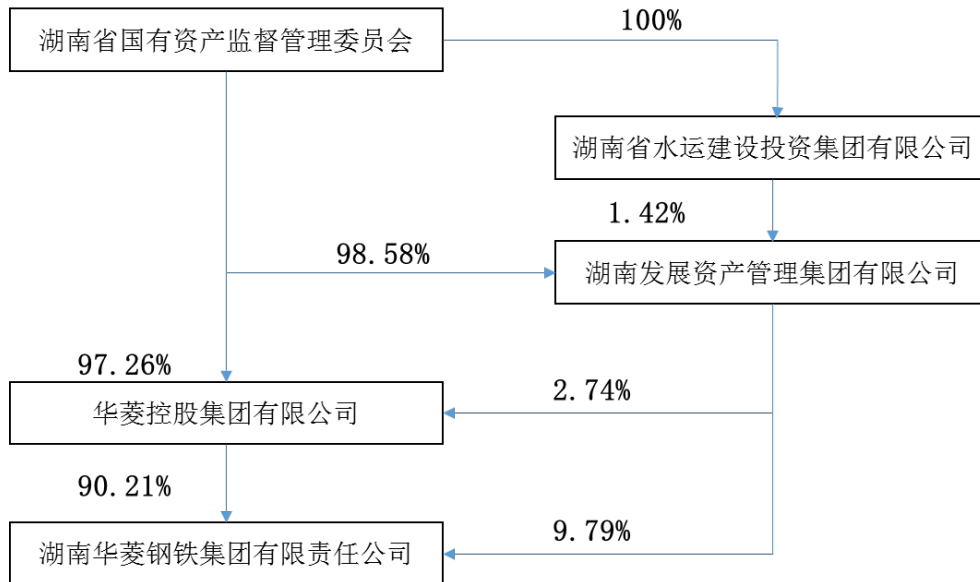 湖南省国有资产监督管理委员会
100%
湖南省水运建设投资集团有限公司
1.42%
98.58%
湖南发展资产管理集团有限公司
97.26%
2.74%
华菱控股集团有限公司
90.21%
9.79%
湖南华菱钢铁集团有限责任公司